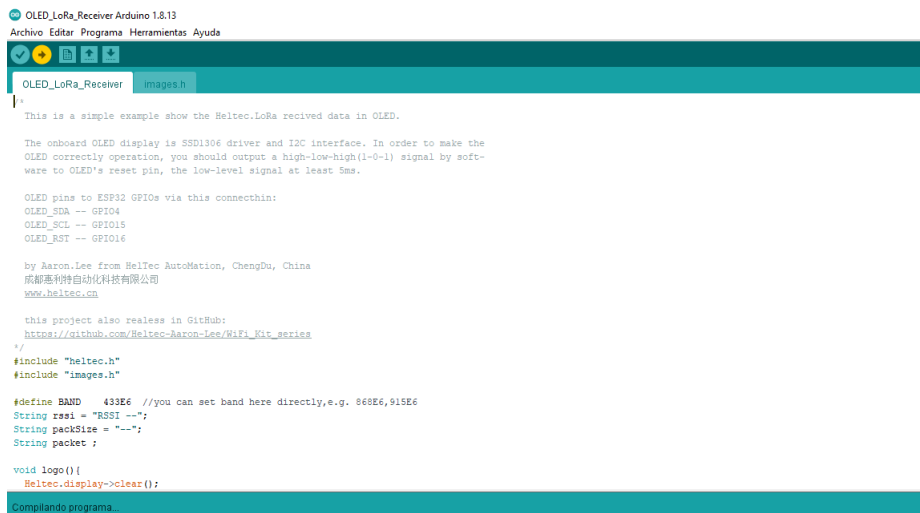 OLED_LoRa_Receiver Arduino 1.8.13
Archivo Editar Programa Herramientas Ayuda
OLED_LoRa_Receiver images.h
/*
This is a simple example show the Heltec.LoRa recived data in OLED.
The onboard OLED display is SSD1306 driver and I2C interface. In order to make the
OLED correctly operation, you should output a high-low-high(1-0-1) signal by soft-
ware to OLED's reset pin, the low-level signal at least 5ms.
OLED pins to ESP32 GPIOs via this connecthin:
OLED_SDA -- GPIO4
OLED_SCL -- GPIO15
OLED_RST -- GPIO16
by Aaron.Lee from HelTec AutoMation, ChengDu, China
成都惠利特自动化科技有限公司
www.heltec.cn
this project also realess in GitHub:
https://github.com/Heltec-Aaron-Lee/WiFi_Kit_series
*/
#include "heltec.h"
#include "images.h"
#define BAND    433E6  //you can set band here directly,e.g. 868E6,915E6
String rssi = "RSSI --";
String packSize = "--";
String packet ;
void logo(){
Heltec.display->clear();
Compilando programa...